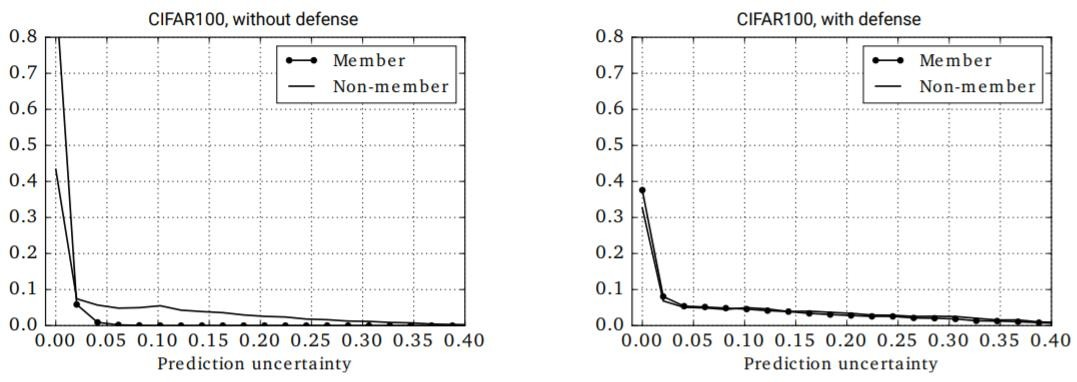 CIFAR100, without defense
0.8
0.7
0.6
0.5
0.4
0.3
0.2
0.1
0.0
Member
Non-member
0.00 0.05 0.10 0.15 0.20 0.25 0.30 0.35 0.40
Prediction uncertainty
CIFAR100, with defense
0.8
0.7
0.6
0.5
0.4
0.3
0.2
0.1
0.0
Member
Non-member
0.00 0.05 0.10 0.15 0.20 0.25 0.30 0.35 0.40
Prediction uncertainty